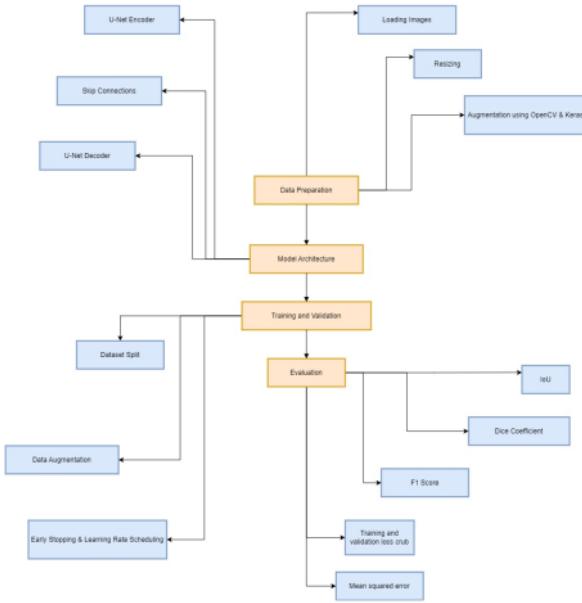 U-Net Encoder
Loading Images
Resizing
Skip Connections
Augmentation using OpenCV & Keras
U-Net Decoder
Data Preparation
Model Architecture
Training and Validation
Dataset Split
Evaluation
IoU
Dice Coefficient
Data Augmentation
F1 Score
Early Stopping & Learning Rate Scheduling
Training and
validation loss crub
Mean squared error